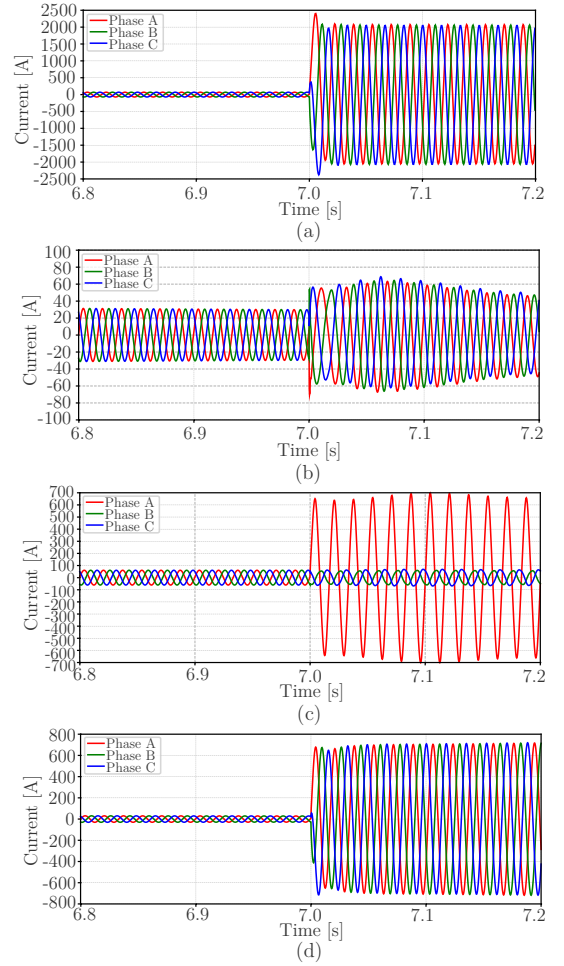 2500
2000
1500
1000
500
0
-500
-1000
-1500
-2000
-2500
Current [A]
Phase A
Phase B
Phase C
6.8 6.9 7.0 7.1 7.2
Time [s]
(a)
100
80
60
40
20
0
-20
-40
-60
-80
-100
Current [A]
Phase A
Phase B
Phase C
6.8 6.9 7.0 7.1 7.2
Time [s]
(b)
700
600
500
400
300
200
100
0
-100
-200
-300
-400
-500
-600
-700
Current [A]
Phase A
Phase B
Phase C
6.8 6.9 7.0 7.1 7.2
Time [s]
(c)
800
600
400
200
0
-200
-400
-600
-800
Current [A]
Phase A
Phase B
Phase C
6.8 6.9 7.0 7.1 7.2
Time [s]
(d)